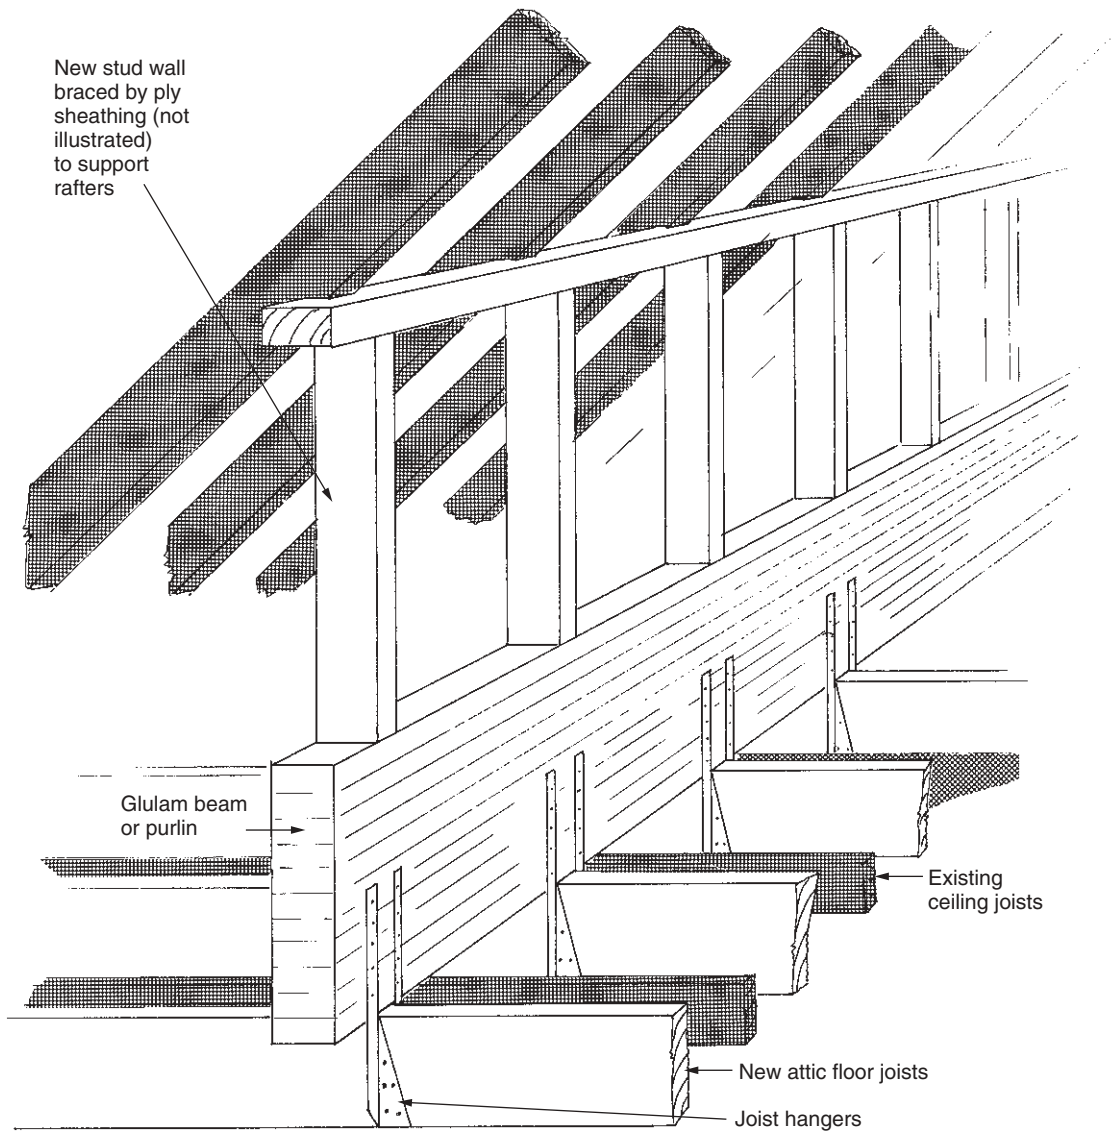 New stud wall
braced by ply
sheathing (not
illustrated)
to support
rafters
Glulam beam
or purlin
Existing
ceiling joists
New attic floor joists
Joist hangers